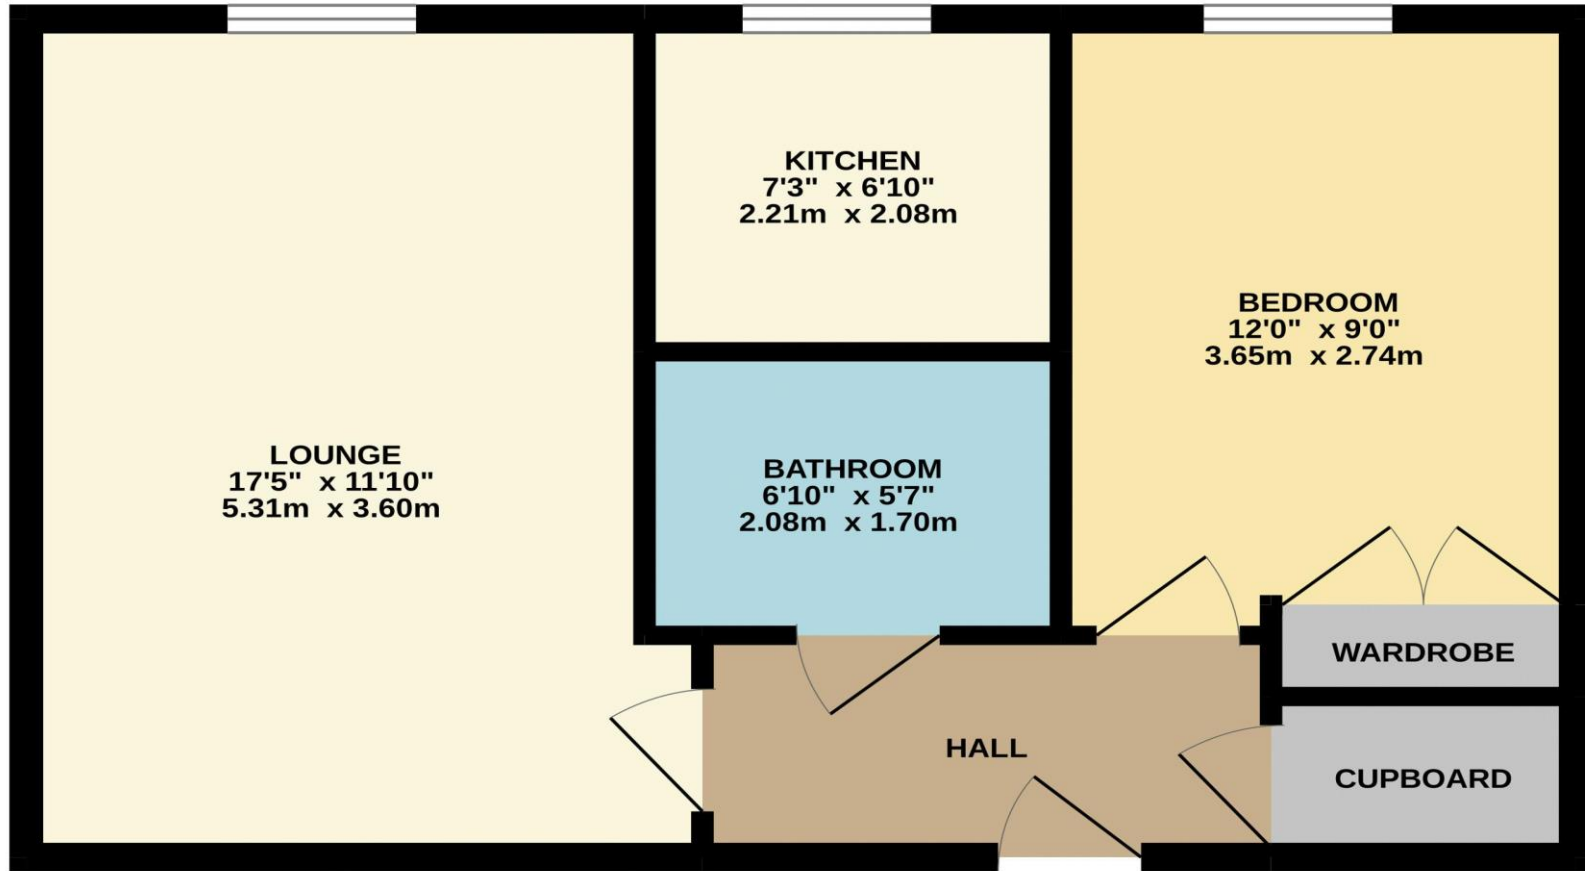 KITCHEN
7'3" x 6'10"
2.21m x 2.08m
BEDROOM
12'0" x 9'0"
3.65m x 2.74m
LOUNGE
17'5" x 11'10"
5.31m x 3.60m
BATHROOM
6'10" x 5'7"
2.08m x 1.70m
WARDROBE
HALL
CUPBOARD